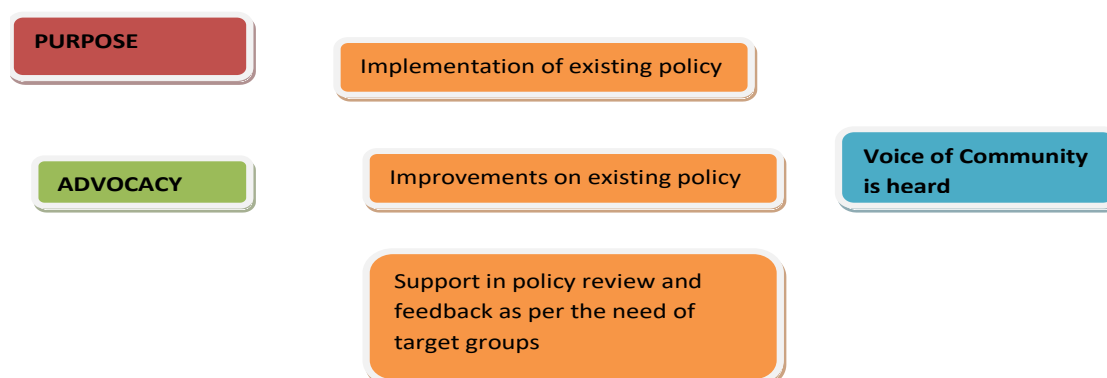 PURPOSE
Implementation of existing policy
ADVOCACY
Improvements on existing policy
Voice of Community
is heard
Support in policy review and
feedback as per the need of
target groups